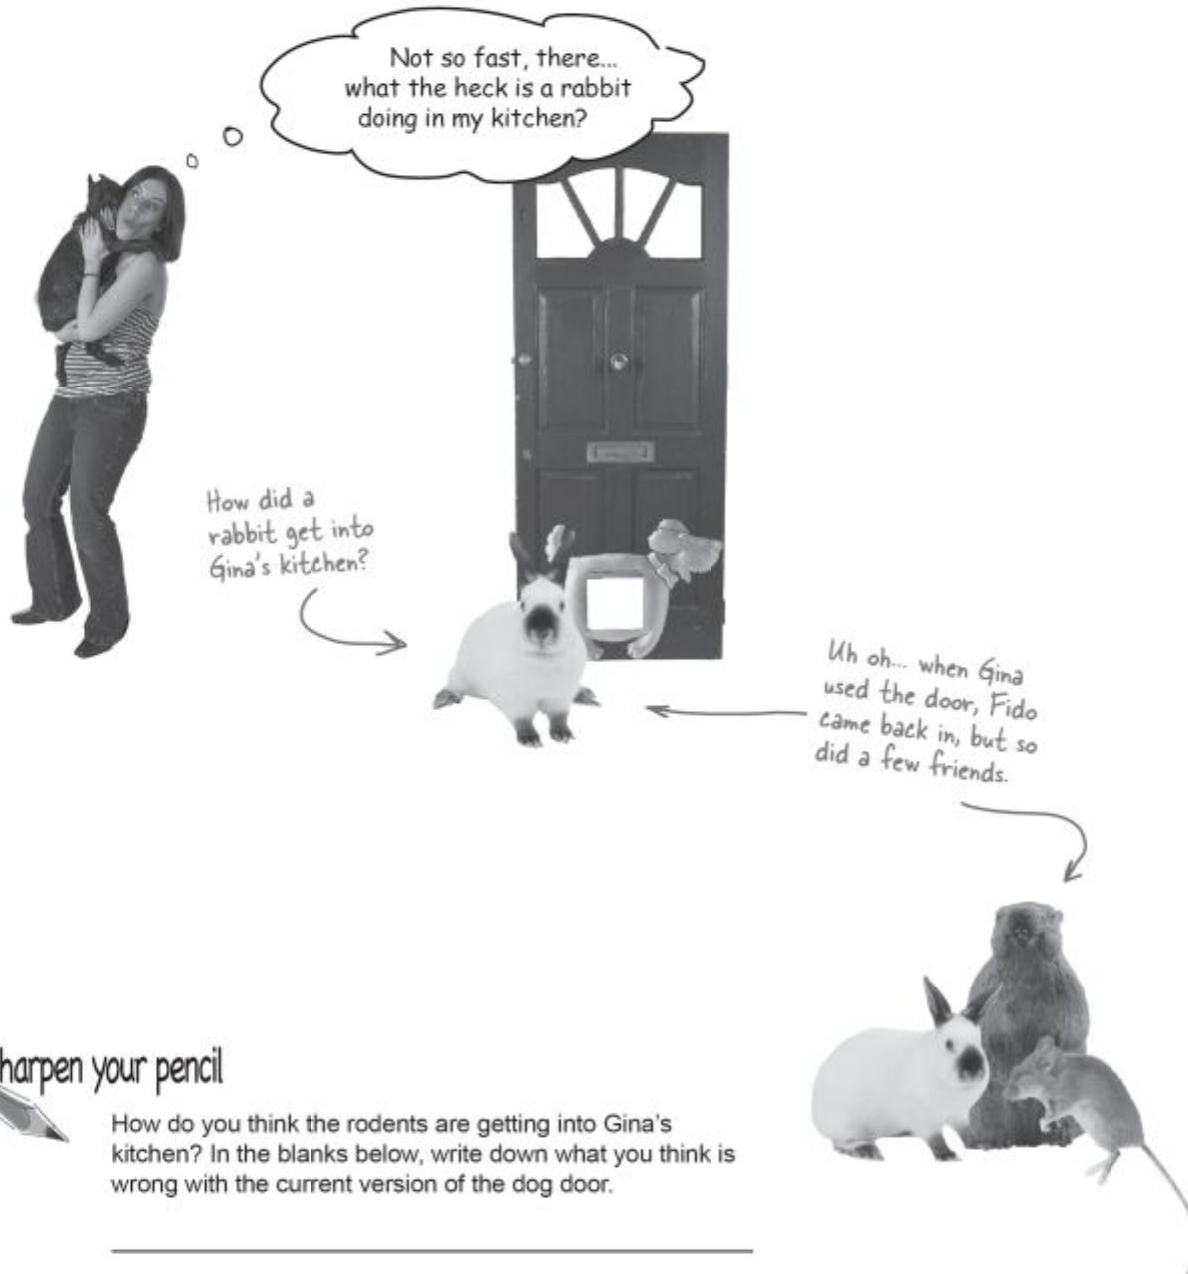 Not so fast, there...
what the heck is a rabbit
doing in my kitchen?
How did a
rabbit get into
Gina's kitchen?
Uh oh... when Gina
used the door, Fido
came back in, but so
did a few friends.
harpen your pencil
How do you think the rodents are getting into Gina's
kitchen? In the blanks below, write down what you think is
wrong with the current version of the dog door.